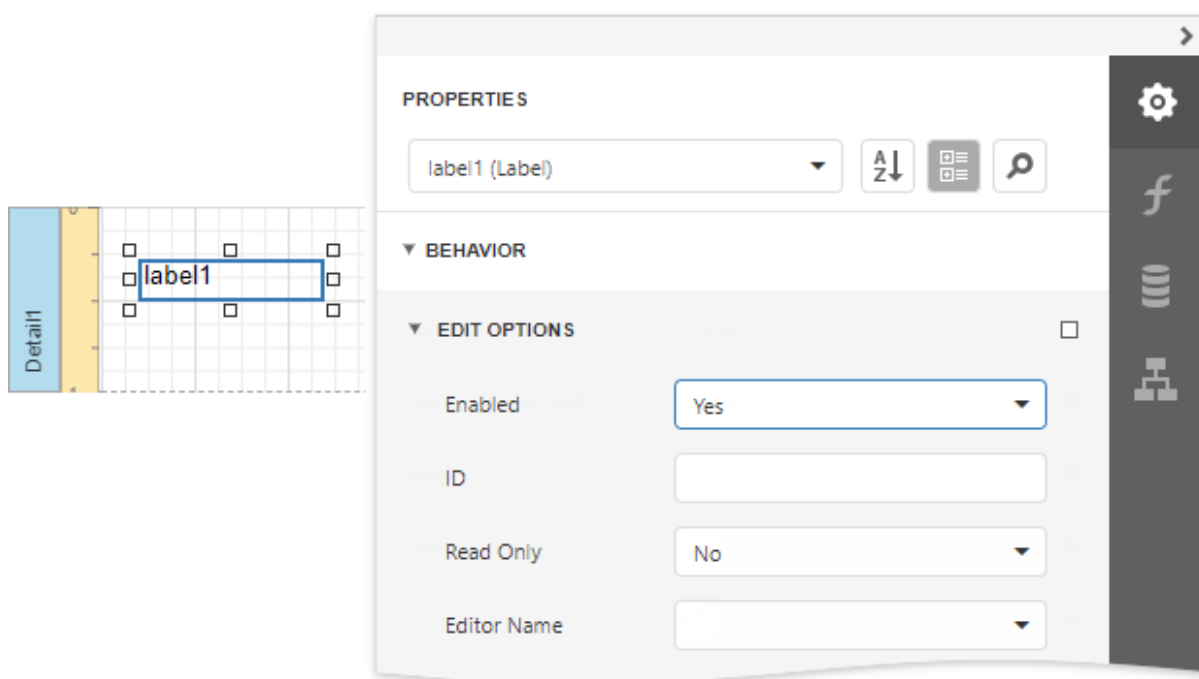 PROPERTIES
label1 (Label)
A
Z
BEHAVIOR
label1
Detail1
EDIT OPTIONS
Enabled
Yes
ID
Read Only
No
Editor Name